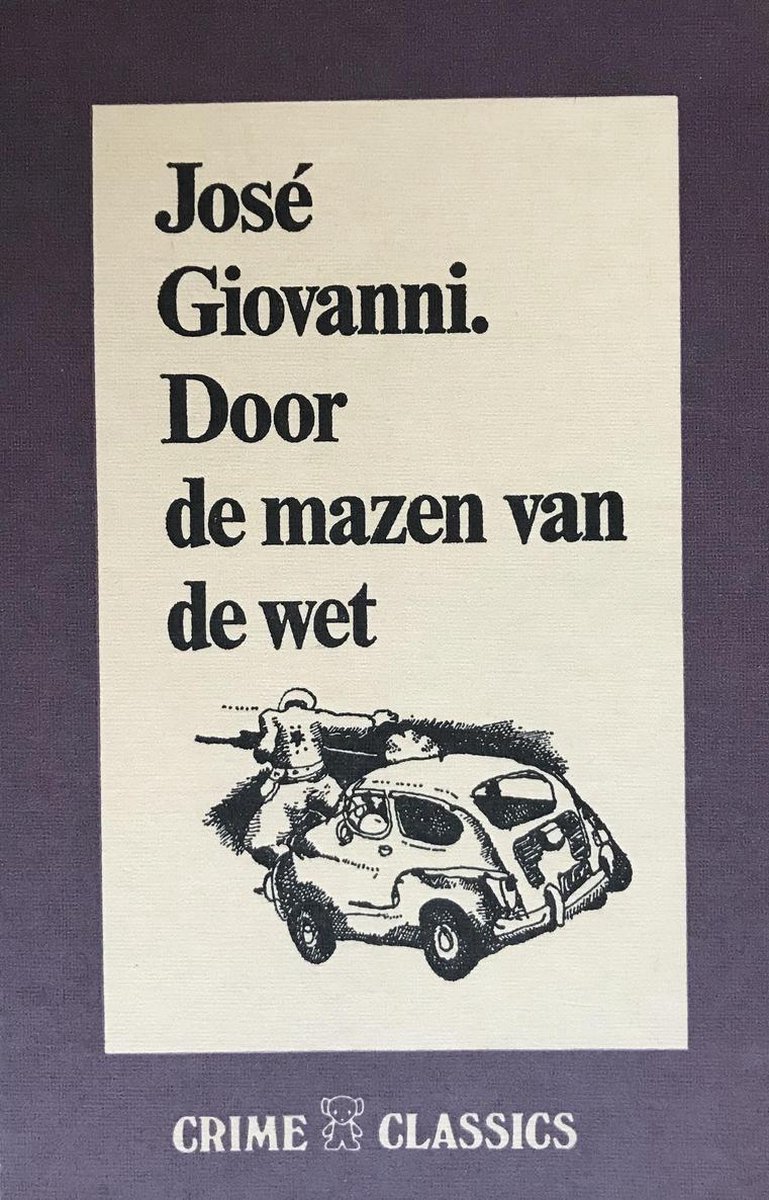 José
Giovanni.
Door
de mazen van
de wet
CRIME CLASSICS